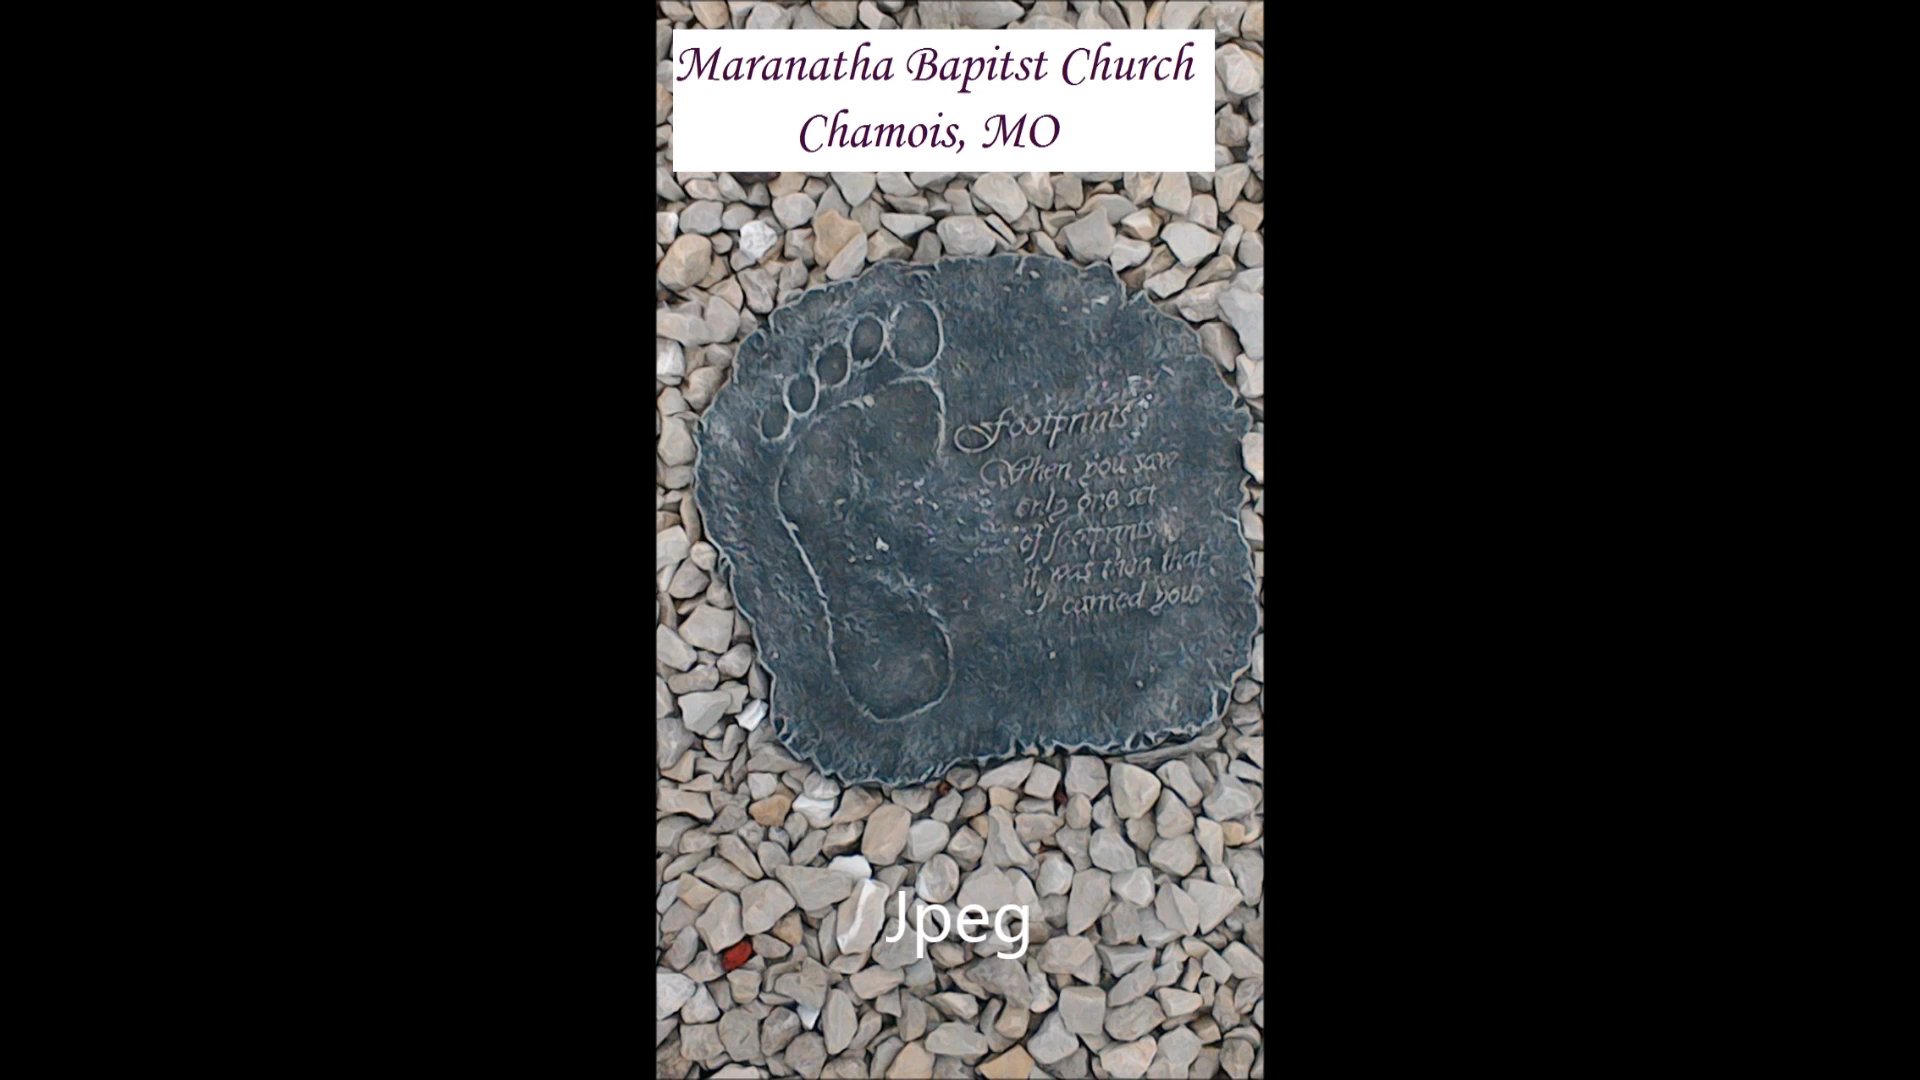 Maranatha Bapitst Church
Chamois, MO
Footprints
When you saw
only one set
of footprints
it was then that
I carried you
Jpeg